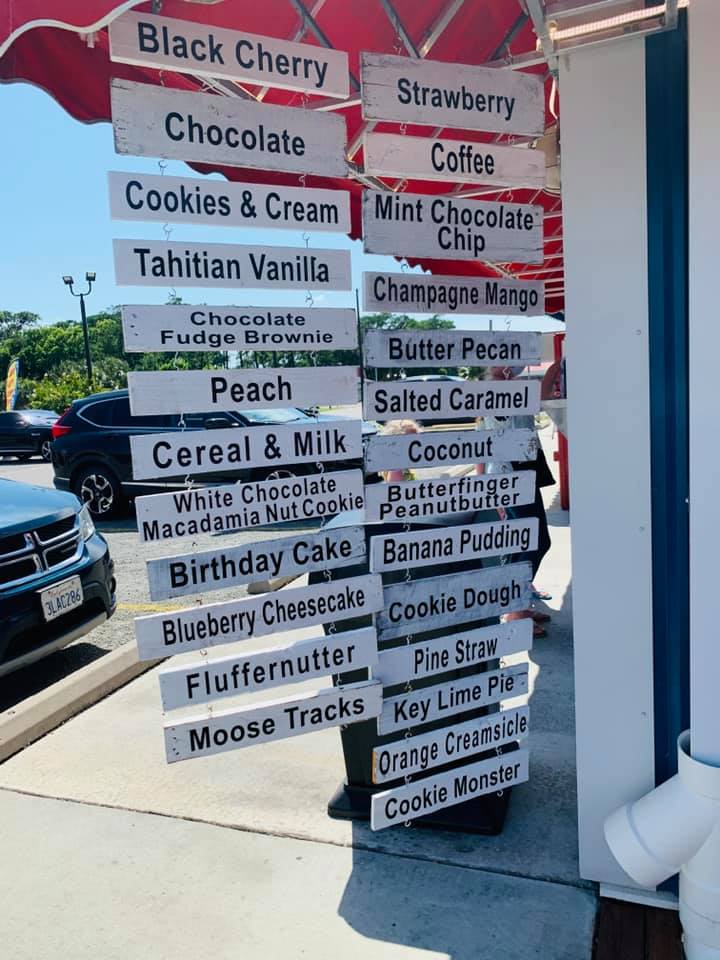 Black Cherry
Chocolate
Cookies & Cream
Tahitian Vanilla
Chocolate
Fudge Brownie
Peach
Cereal & Milk
White Chocolate
Macadamia Nut Cookie
Birthday Cake
Blueberry Cheesecake
Fluffernutter
Moose Tracks
Strawberry
Coffee
Mint Chocolate
Chip
Champagne Mango
Butter Pecan
Salted Caramel
Coconut
Butterfinger
Peanutbutter
Banana Pudding
Cookie Dough
Pine Straw
Key Lime Pie
Orange Creamsicle
Cookie Monster
3LAC286